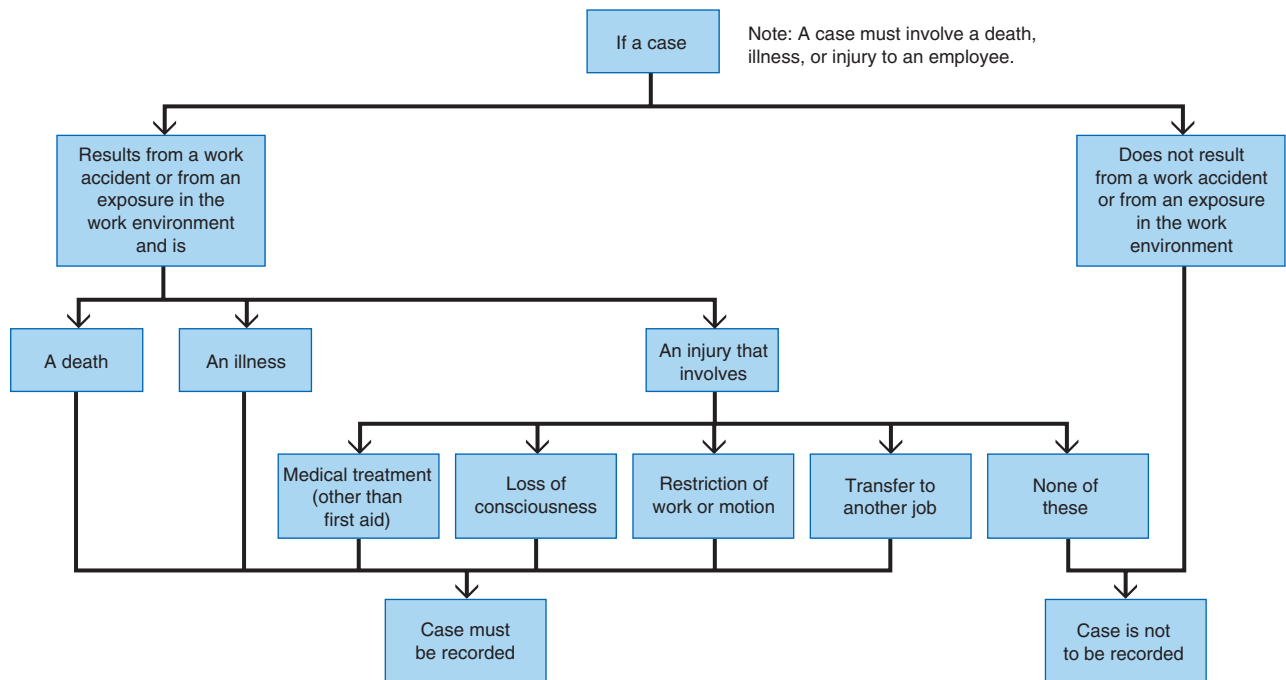 If a case
Note: A case must involve a death,
illness, or injury to an employee.
Results from a work
accident or from an
exposure in the
work environment
and is
Does not result
from a work accident
or from an exposure
in the work
environment
A death
An illness
An injury that
involves
Medical treatment
(other than
first aid)
Loss of
consciousness
Restriction of
work or motion
Transfer to
another job
None of
these
Case must
be recorded
Case is not
to be recorded